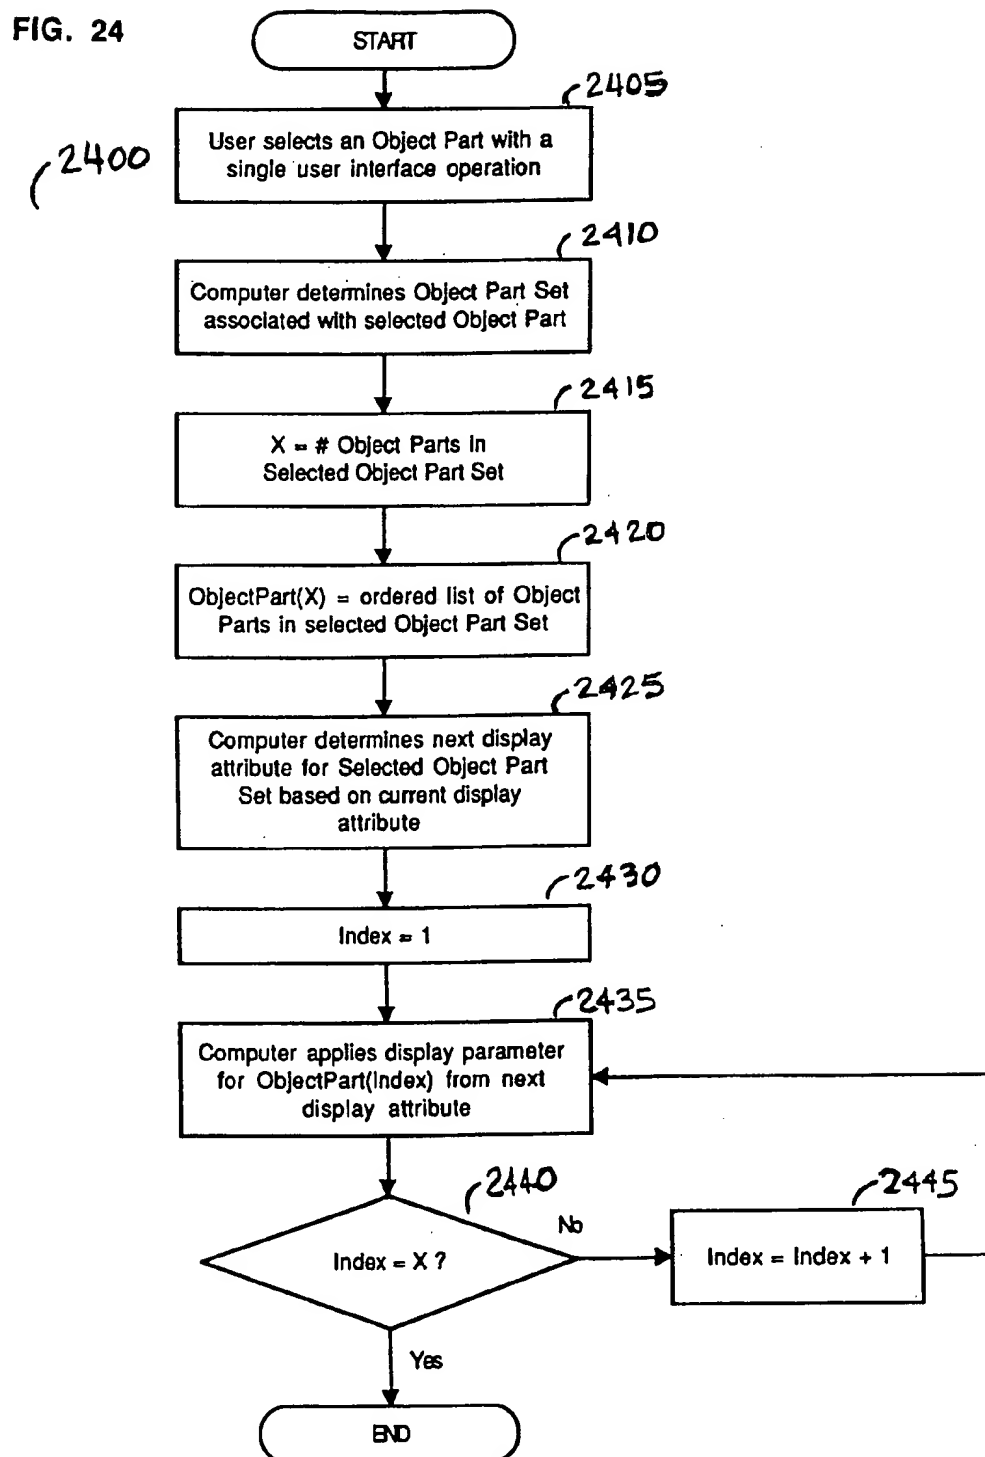 FIG. 24
START
2405
User selects an Object Part with a
single user interface operation
2400
2410
Computer determines Object Part Set
associated with selected Object Part
2415
X = # Object Parts in
Selected Object Part Set
2420
ObjectPart(X) = ordered list of Object
Parts in selected Object Part Set
2425
Computer determines next display
attribute for Selected Object Part
Set based on current display
attribute
2430
Index = 1
2435
Computer applies display parameter
for ObjectPart(Index) from next
display attribute
2440
Index = X ?
No
2445
Index = Index + 1
Yes
END